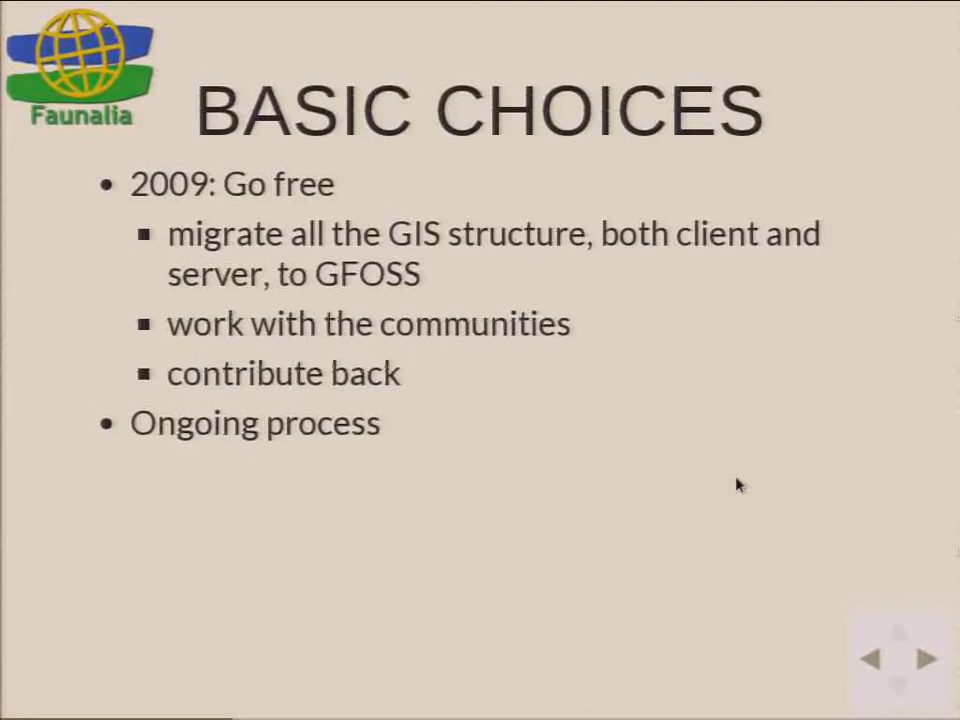 Faunalia
BASIC CHOICES
• 2009: Go free
▪ migrate all the GIS structure, both client and
server, to GFOSS
▪ work with the communities
▪ contribute back
• Ongoing process